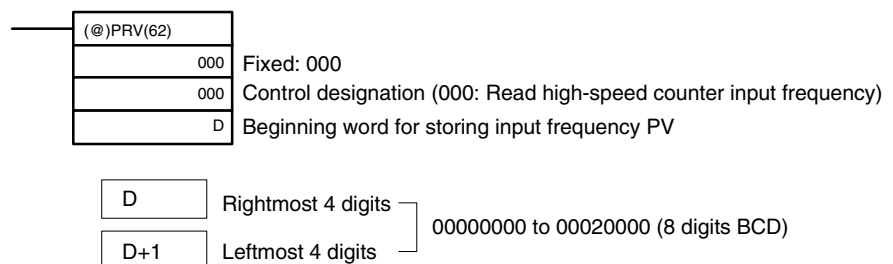 (@)PRV(62)
000 Fixed: 000
000 Control designation (000: Read high-speed counter input frequency)
D Beginning word for storing input frequency PV
D Rightmost 4 digits
00000000 to 00020000 (8 digits BCD)
D+1 Leftmost 4 digits